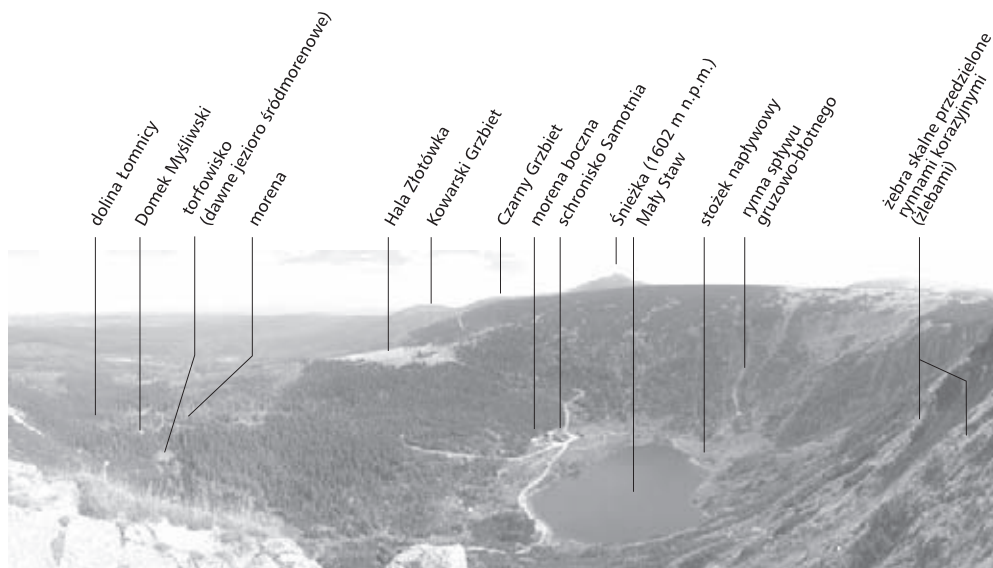 dolina Łomnicy
Domek Myśliwski
torfowisko
(dawne jezioro śródmorenowe)
morena
Hala Złotówka
Kowarski Grzbiet
Czarny Grzbiet
morena boczna
schronisko Samotnia
Śnieżka (1602 m n.p.m.)
Mały Staw
stożek napływowy
rynna spływu
gruzowo-błotnego
żebra skalne przedzielone
rynnami korazyjnymi
(żlebami)